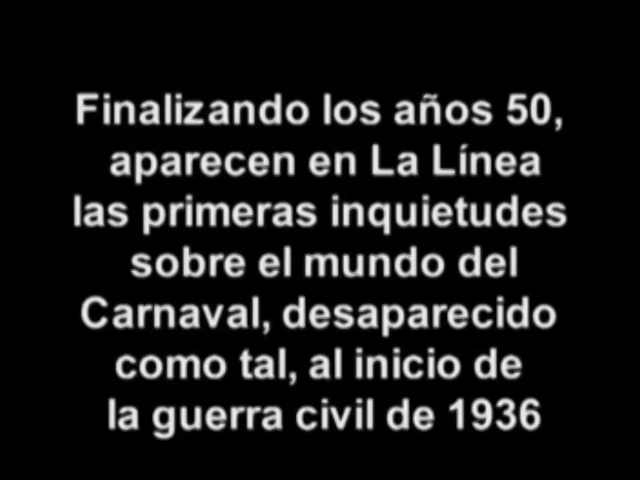 Finalizando los años 50,
aparecen en La Línea
las primeras inquietudes
sobre el mundo del
Carnaval, desaparecido
como tal, al inicio de
la guerra civil de 1936